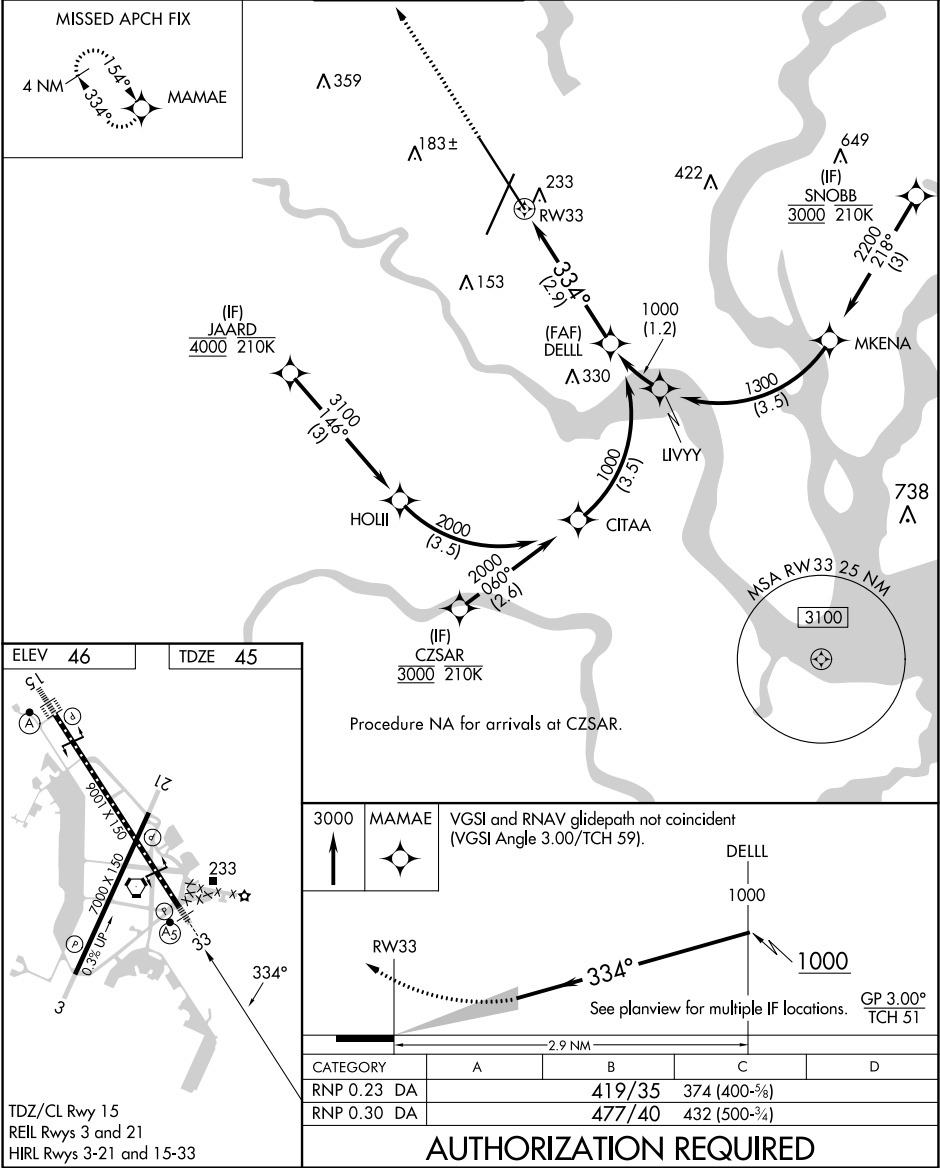 MISSED APCH FIX
4 NM
154°
334°
MAMAE
359
183±
233
RW33
153
422
649
(IF)
SNOBB
3000 210K
2200
218°
(3)
MKENA
1300
(3.5)
LIVYY
1000
(1.2)
(FAF)
DELLL
330
334°
(2.9)
(IF)
JAARD
4000 210K
3100
146°
(3)
HOLII
2000
(3.5)
CITAA
1000
(3.5)
2000
060°
(2.6)
(IF)
CZSAR
3000 210K
738
MSA RW33 25 NM
3100
Procedure NA for arrivals at CZSAR.
ELEV 46
TDZE 45
15
A
P
21
9001 X 150
P
7000 X 150
233
P
P
A5
0.3% UP
33
3
334°
TDZ/CL Rwy 15
REIL Rwys 3 and 21
HIRL Rwys 3-21 and 15-33
3000
MAMAE
VGSI and RNAV glidepath not coincident
(VGSI Angle 3.00/TCH 59).
DELLL
1000
RW33
334°
1000
See planview for multiple IF locations.
GP 3.00°
TCH 51
2.9 NM
CATEGORY A B C D
RNP 0.23 DA 419/35 374 (400-⅝)
RNP 0.30 DA 477/40 432 (500-¾)
AUTHORIZATION REQUIRED